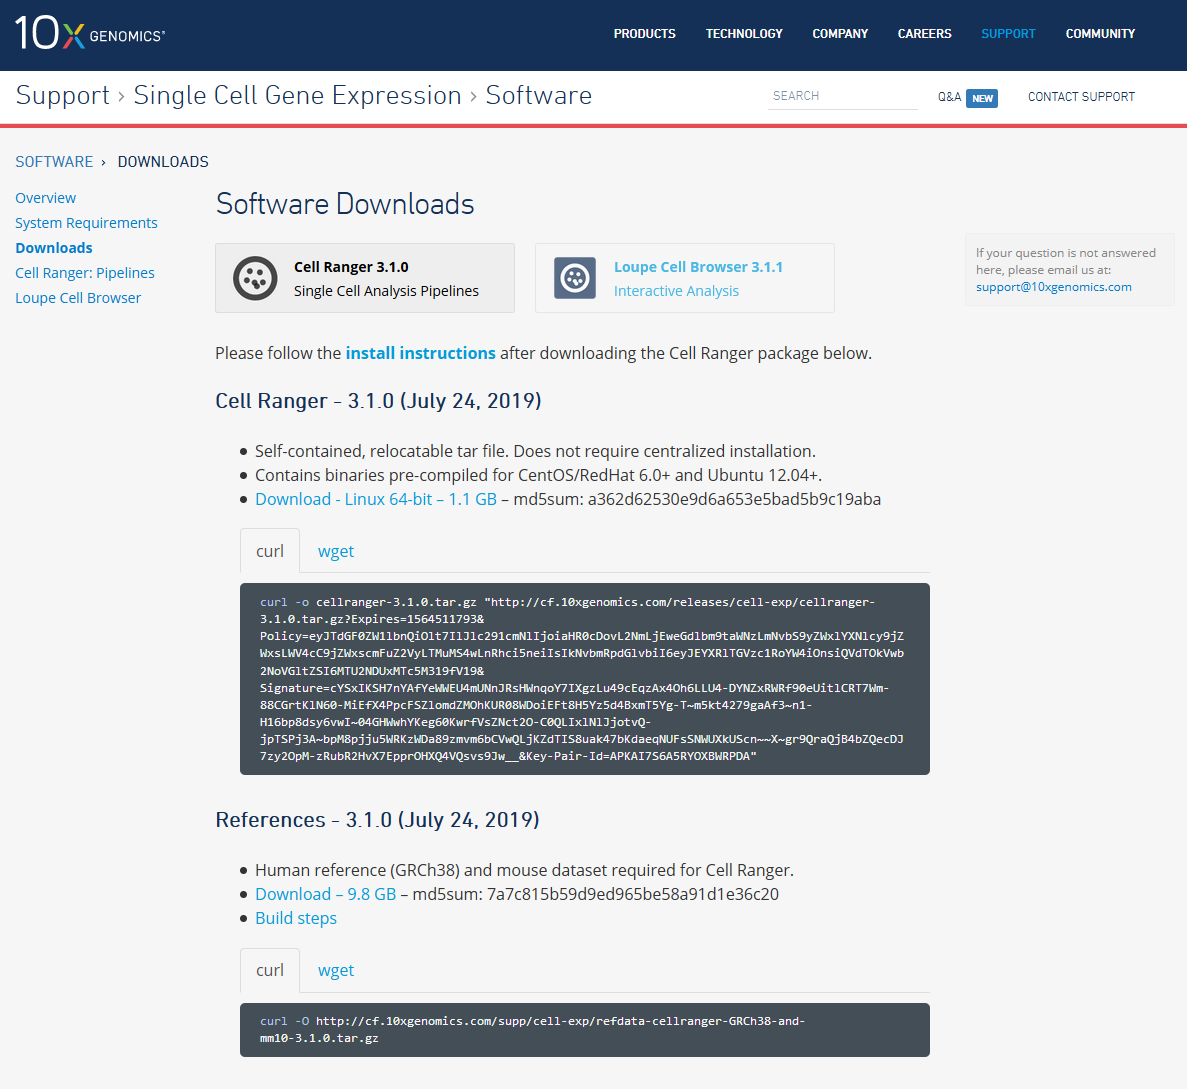 10x GENOMICS
PRODUCTS TECHNOLOGY COMPANY CAREERS SUPPORT COMMUNITY
Support › Single Cell Gene Expression › Software
SEARCH
Q&A NEW
CONTACT SUPPORT
SOFTWARE › DOWNLOADS
Overview
System Requirements
Downloads
Cell Ranger: Pipelines
Loupe Cell Browser
Software Downloads
Cell Ranger 3.1.0
Single Cell Analysis Pipelines
Loupe Cell Browser 3.1.1
Interactive Analysis
If your question is not answered
here, please email us at:
support@10xgenomics.com
Please follow the install instructions after downloading the Cell Ranger package below.
Cell Ranger - 3.1.0 (July 24, 2019)
• Self-contained, relocatable tar file. Does not require centralized installation.
• Contains binaries pre-compiled for CentOS/RedHat 6.0+ and Ubuntu 12.04+.
• Download - Linux 64-bit – 1.1 GB – md5sum: a362d62530e9d6a653e5bad5b9c19aba
curl wget
curl -o cellranger-3.1.0.tar.gz "http://cf.10xgenomics.com/releases/cell-exp/cellranger-
3.1.0.tar.gz?Expires=1564511793&
Policy=eyJTdGF0ZW1lbnQiOlt7IlJlc291cmNlIjoiaHR0cDovL2NmLjEweGdlbm9taWNzLmNvbS9yZWxlYXNlcy9jZ
WxsLWV4cC9jZWxscmFuZ2VyLTMuMS4wLnRhci5neiIsIkNvbmRpdGlvbiI6eyJEYXRlTGVzc1RoYW4iOnsiQVdTOkVwb
2NoVGltZSI6MTU2NDUxMTc5M319fV19&
Signature=cYSxIKSH7nYAfYeWWEU4mUNnJRsHWnqoY7IXgzLu49cEqzAx4Oh6LLU4-DYNZxRWRf90eUitlCRT7Wm-
88CGrtKlN60-MiEfX4PpcFSZlomdZMOhKUR08WDoiEFt8H5Yz5d4BxmT5Yg-T~m5kt4279gaAf3~n1-
H16bp8dsy6vwI~04GHWwhYKeg60KwrfVsZNct2O-C0QLIxlNlJjotvQ-
jpTSPj3A~bpM8pjju5WRKzWDa89zmvm6bCVwQLjKZdTIS8uak47bKdaeqNUFsSNWUXkUScn~~X~gr9QraQjB4bZQecDJ
7zy2OpM-zRubR2HvX7EpprOHXQ4VQsvs9Jw__&Key-Pair-Id=APKAI7S6A5RYOXBWRPDA"
References - 3.1.0 (July 24, 2019)
• Human reference (GRCh38) and mouse dataset required for Cell Ranger.
• Download – 9.8 GB – md5sum: 7a7c815b59d9ed965be58a91d1e36c20
• Build steps
curl wget
curl -O http://cf.10xgenomics.com/supp/cell-exp/refdata-cellranger-GRCh38-and-
mm10-3.1.0.tar.gz